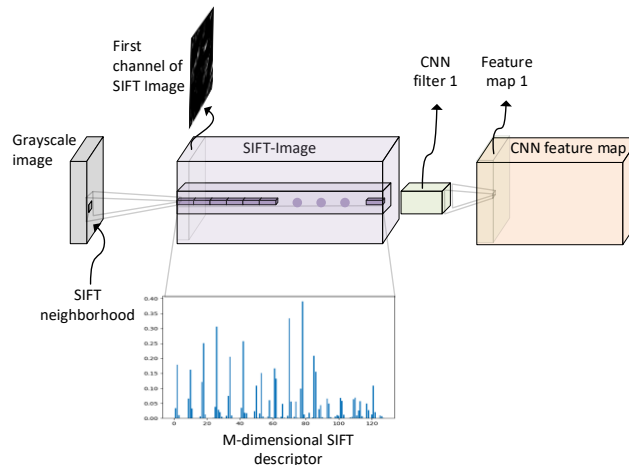 First
channel of
SIFT Image
CNN
filter 1
Feature
map 1
Grayscale
image
SIFT-Image
CNN feature map
SIFT
neighborhood
0.40
0.35
0.30
0.25
0.20
0.15
0.10
0.05
0.00
0 20 40 60 80 100 120
M-dimensional SIFT
descriptor